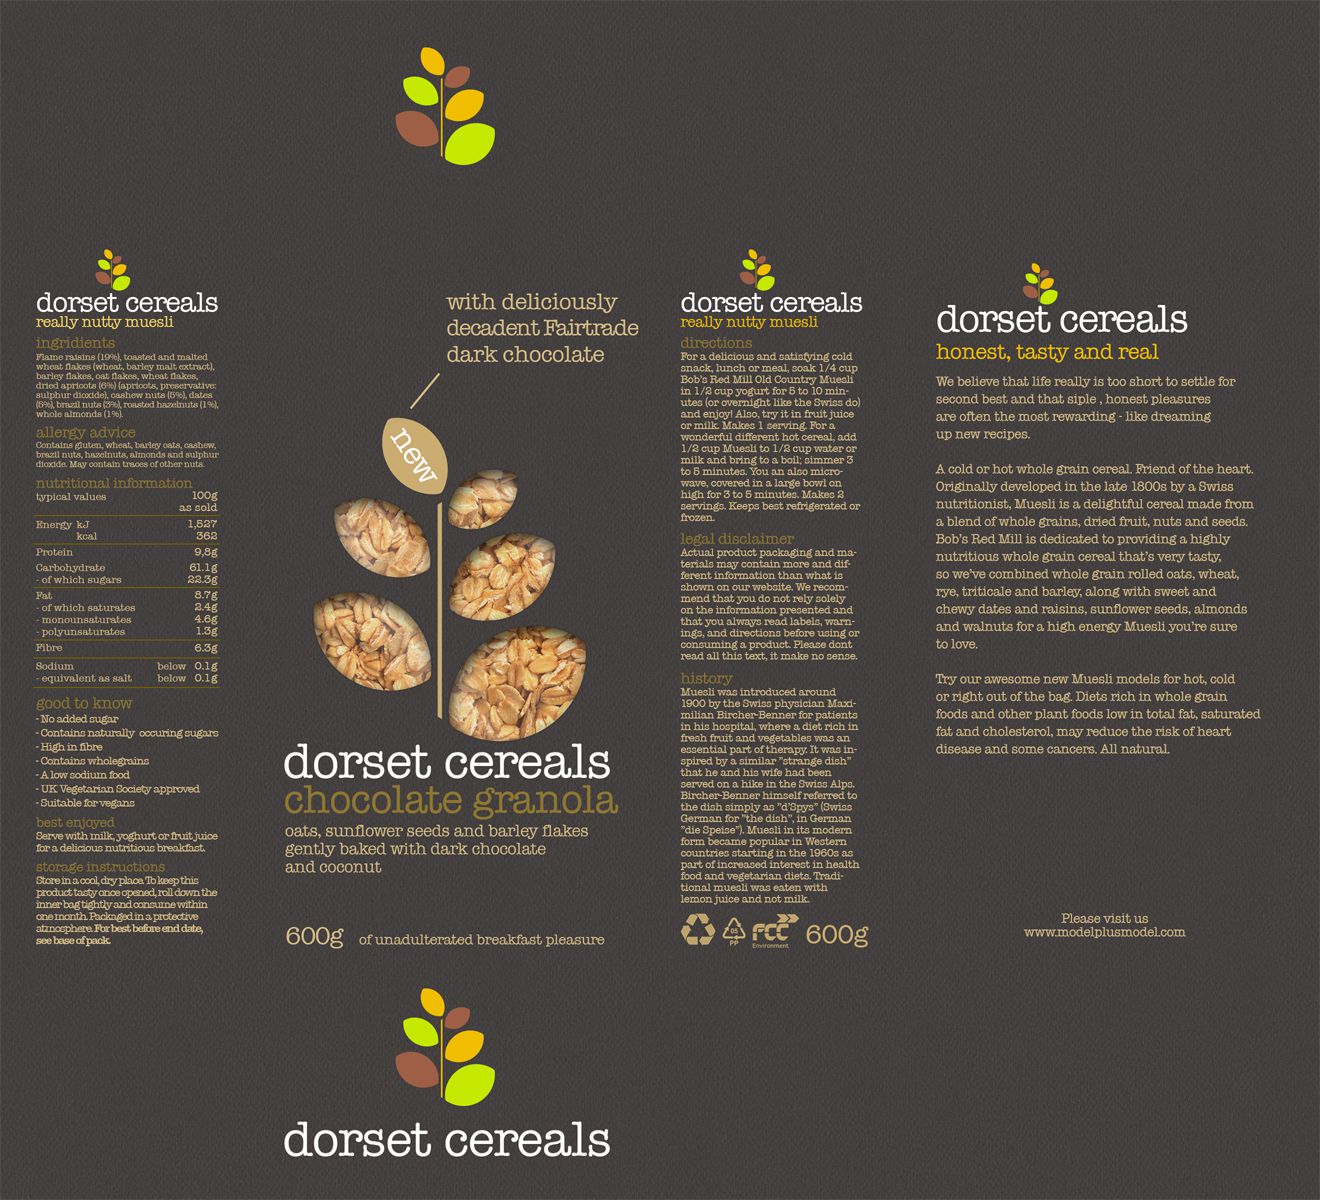 dorset cereals
really nutty muesli
ingridients
Flame raisins (19%), toasted and malted
wheat flakes (wheat, barley malt extract),
barley flakes, oat flakes, wheat flakes,
dried apricots (6%) (apricots, preservative:
sulphur dioxide), cashew nuts (5%), dates
(5%), brazil nuts (3%), roasted hazelnuts (1%),
whole almonds (1%).
allergy advice
Contains gluten, wheat, barley oats, cashew,
brazil nuts, hazelnuts, almonds and sulphur
dioxide. May contain traces of other nuts.
nutritional information
typical values 100g
as sold
Energy kJ 1,527
kcal 362
Protein 9,8g
Carbohydrate 61.1g
- of which sugars 22.3g
Fat 8.7g
- of which saturates 2.4g
- monounsaturates 4.6g
- polyunsaturates 1.3g
Fibre 6.3g
Sodium below 0.1g
- equivalent as salt below 0.1g
good to know
- No added sugar
- Contains naturally occuring sugars
- High in fibre
- Contains wholegrains
- A low sodium food
- UK Vegetarian Society approved
- Suitable for vegans
best enjoyed
Serve with milk, yoghurt or fruit juice
for a delicious nutritious breakfast.
storage instructions
Store in a cool, dry place. To keep this
product tasty once opened, roll down the
inner bag tightly and consume within
one month. Packaged in a protective
atmosphere. For best before end date,
see base of pack.
with deliciously
decadent Fairtrade
dark chocolate
new
dorset cereals
chocolate granola
oats, sunflower seeds and barley flakes
gently baked with dark chocolate
and coconut
600g of unadulterated breakfast pleasure
dorset cereals
dorset cereals
really nutty muesli
directions
For a delicious and satisfying cold
snack, lunch or meal, soak 1/4 cup
Bob's Red Mill Old Country Muesli
in 1/2 cup yogurt for 5 to 10 min-
utes (or overnight like the Swiss do)
and enjoy! Also, try it in fruit juice
or milk. Makes 1 serving. For a
wonderful different hot cereal, add
1/2 cup Muesli to 1/2 cup water or
milk and bring to a boil; simmer 3
to 5 minutes. You an also micro-
wave, covered in a large bowl on
high for 3 to 5 minutes. Makes 2
servings. Keeps best refrigerated or
frozen.
legal disclaimer
Actual product packaging and ma-
terials may contain more and dif-
ferent information than what is
shown on our website. We recom-
mend that you do not rely solely
on the information presented and
that you always read labels, warn-
ings, and directions before using or
consuming a product. Please dont
read all this text, it make no sense.
history
Muesli was introduced around
1900 by the Swiss physician Maxi-
milian Bircher-Benner for patients
in his hospital, where a diet rich in
fresh fruit and vegetables was an
essential part of therapy. It was in-
spired by a similar "strange dish"
that he and his wife had been
served on a hike in the Swiss Alps.
Bircher-Benner himself referred to
the dish simply as "d'Spys" (Swiss
German for "the dish", in German
"die Speise"). Muesli in its modern
form became popular in Western
countries starting in the 1960s as
part of increased interest in health
food and vegetarian diets. Tradi-
tional muesli was eaten with
lemon juice and not milk.
05
PP
FCC
Environment
600g
dorset cereals
honest, tasty and real
We believe that life really is too short to settle for
second best and that siple , honest pleasures
are often the most rewarding - like dreaming
up new recipes.
A cold or hot whole grain cereal. Friend of the heart.
Originally developed in the late 1800s by a Swiss
nutritionist, Muesli is a delightful cereal made from
a blend of whole grains, dried fruit, nuts and seeds.
Bob's Red Mill is dedicated to providing a highly
nutritious whole grain cereal that's very tasty,
so we've combined whole grain rolled oats, wheat,
rye, triticale and barley, along with sweet and
chewy dates and raisins, sunflower seeds, almonds
and walnuts for a high energy Muesli you're sure
to love.
Try our awesome new Muesli models for hot, cold
or right out of the bag. Diets rich in whole grain
foods and other plant foods low in total fat, saturated
fat and cholesterol, may reduce the risk of heart
disease and some cancers. All natural.
Please visit us
www.modelplusmodel.com